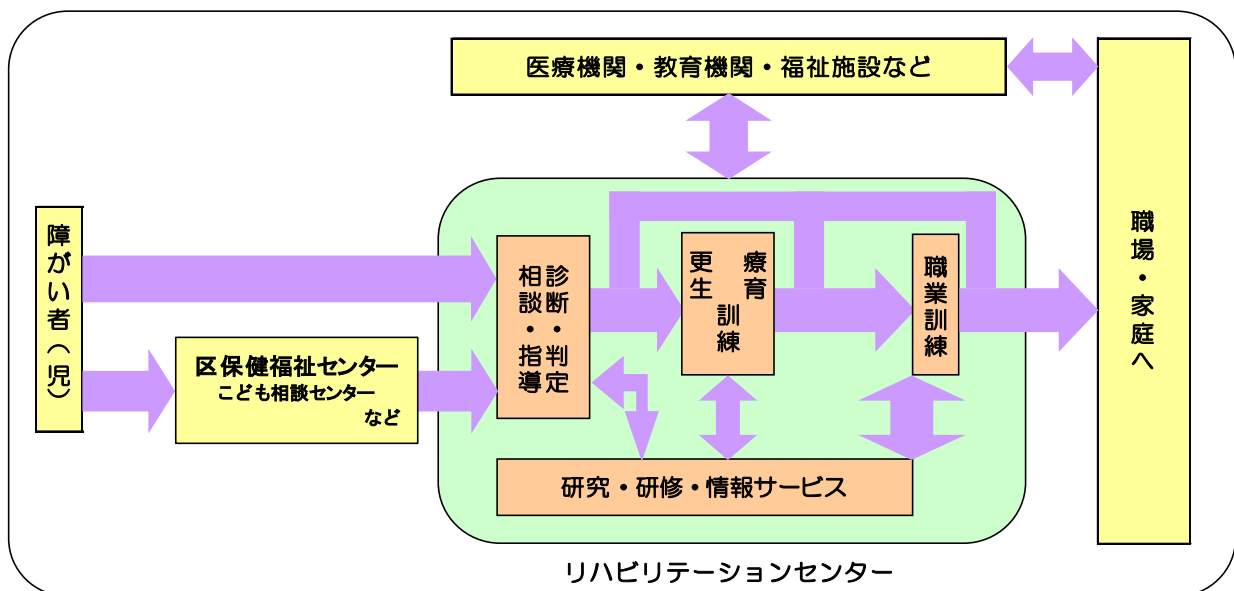 医療機関・教育機関・福祉施設など
障がい者（児）
区保健福祉センター
こども相談センター
など
診断・判定
相談・指導
更生
療育
訓練
職業訓練
職場・家庭へ
研究・研修・情報サービス
リハビリテーションセンター